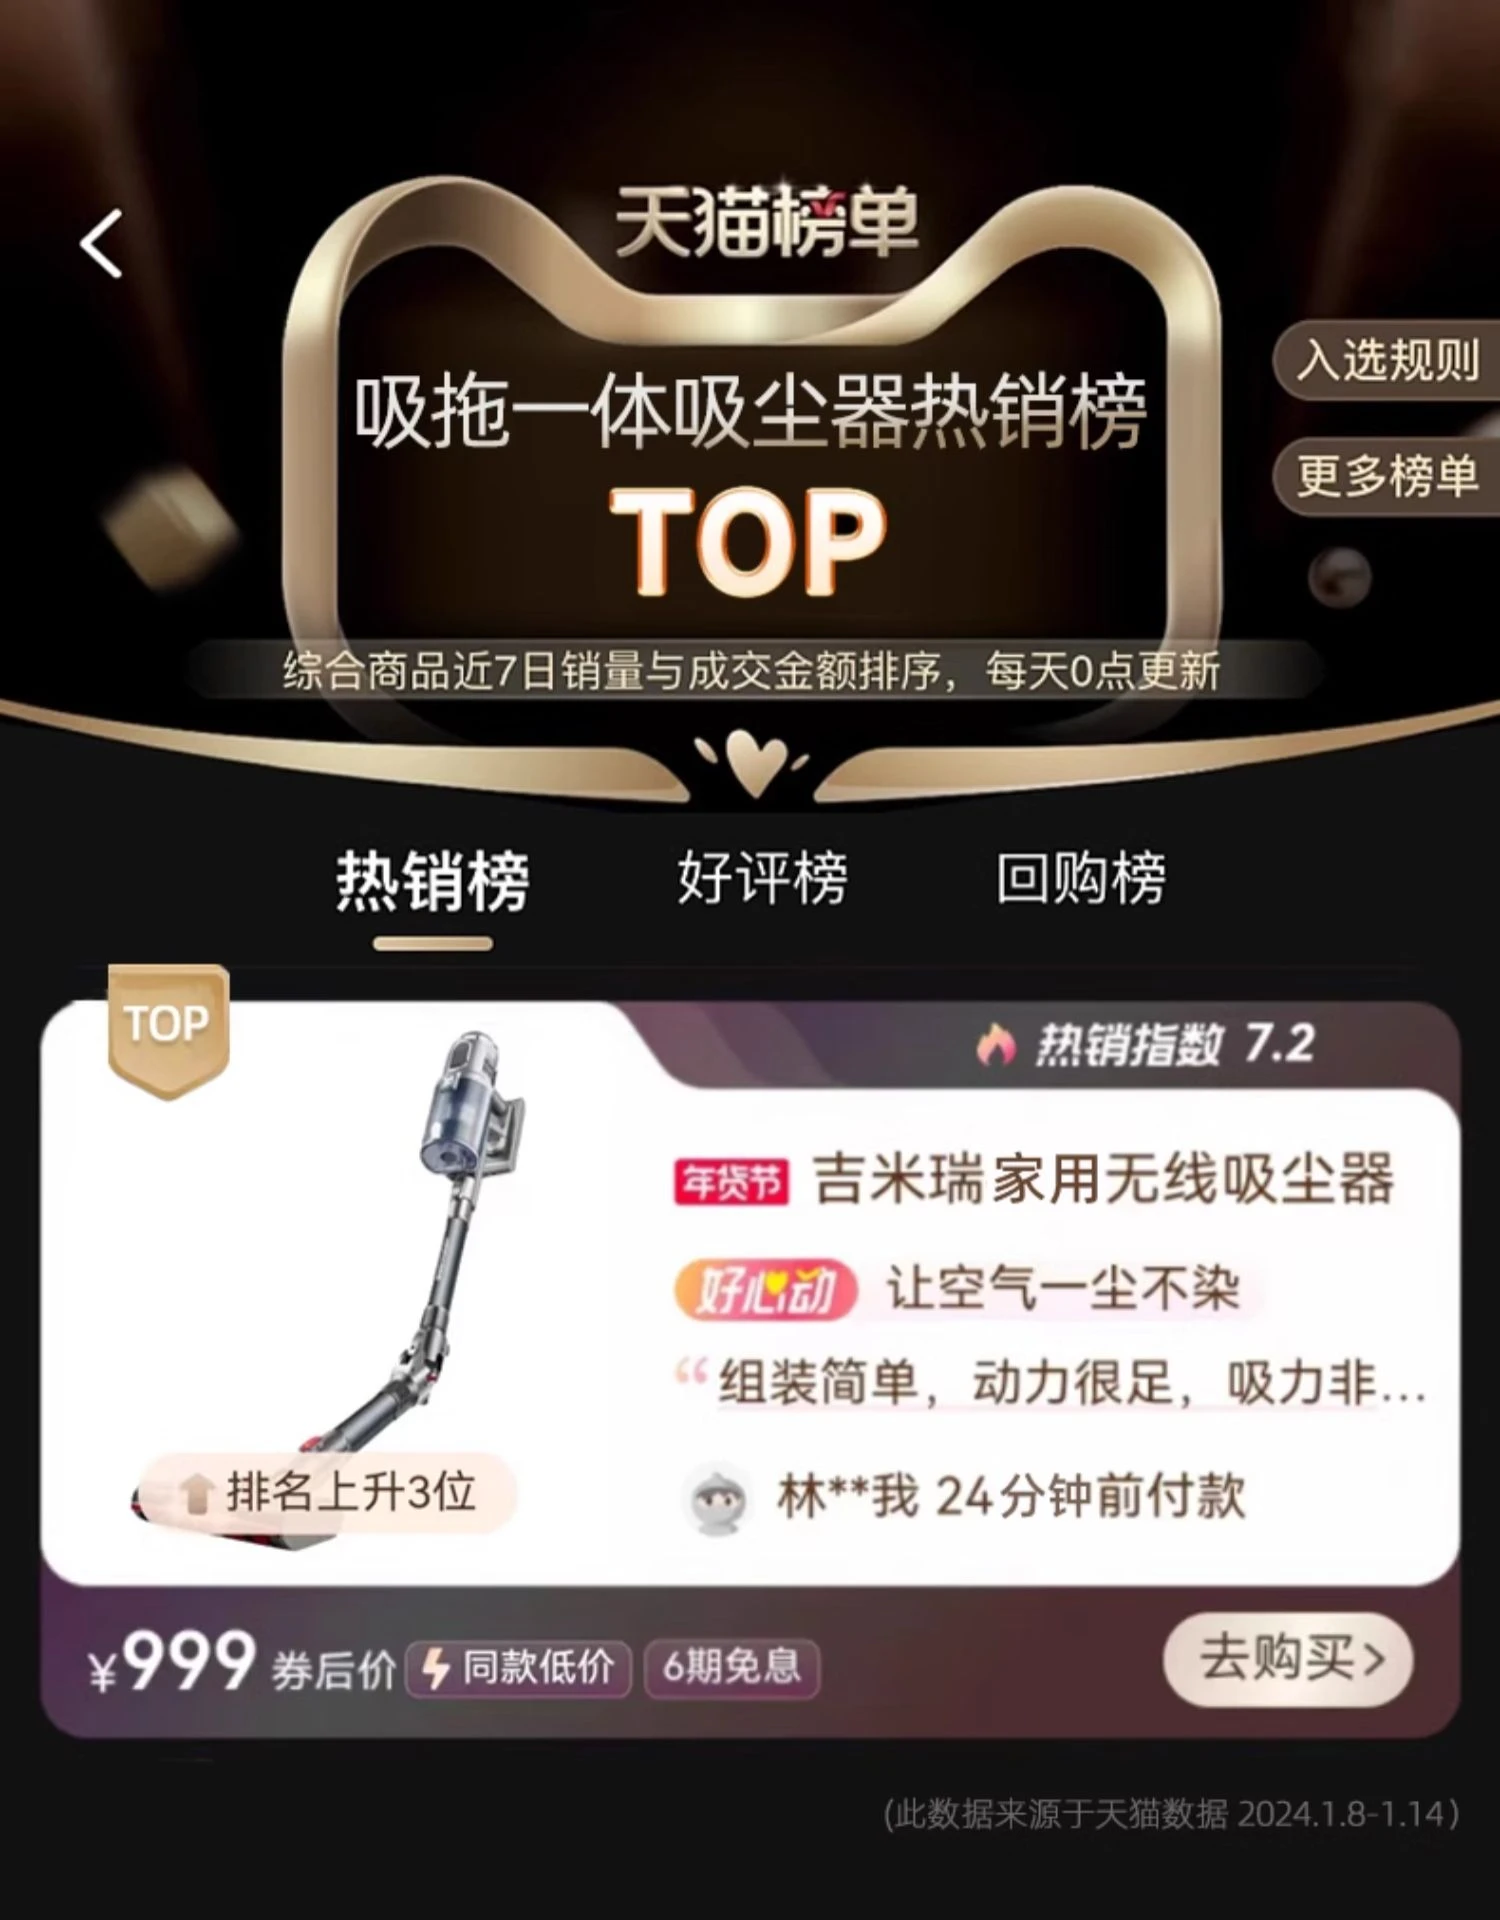 天猫榜单
入选规则
吸拖一体吸尘器热销榜
更多榜单
TOP
综合商品近7日销量与成交金额排序，每天0点更新
热销榜
好评榜
回购榜
TOP
热销指数 7.2
年货节 吉米瑞家用无线吸尘器
好心动 让空气一尘不染
“组装简单，动力很足，吸力非...
排名上升3位
林**我 24分钟前付款
¥999 券后价 同款低价 6期免息
去购买>
(此数据来源于天猫数据 2024.1.8-1.14)